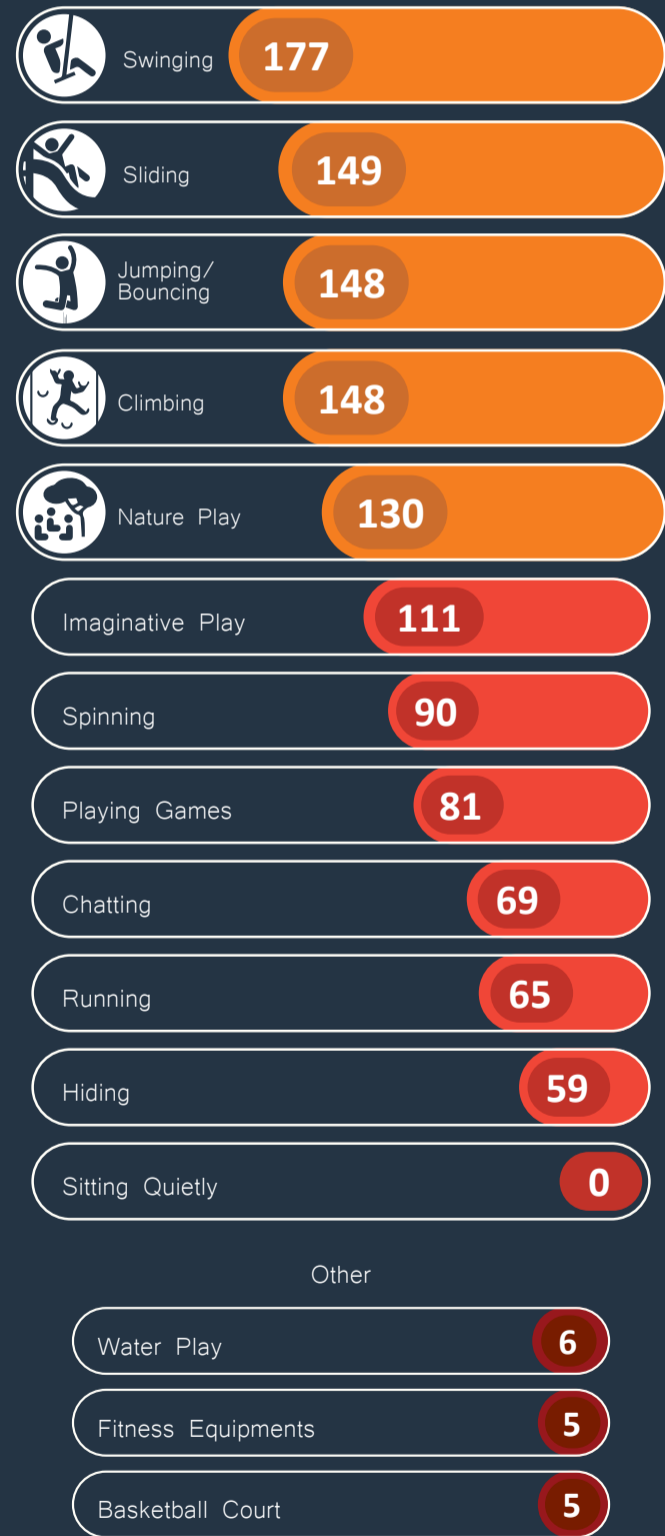 Swinging 177
Sliding 149
Jumping/
Bouncing 148
Climbing 148
Nature Play 130
Imaginative Play 111
Spinning 90
Playing Games 81
Chatting 69
Running 65
Hiding 59
Sitting Quietly 0
Other
Water Play 6
Fitness Equipments 5
Basketball Court 5